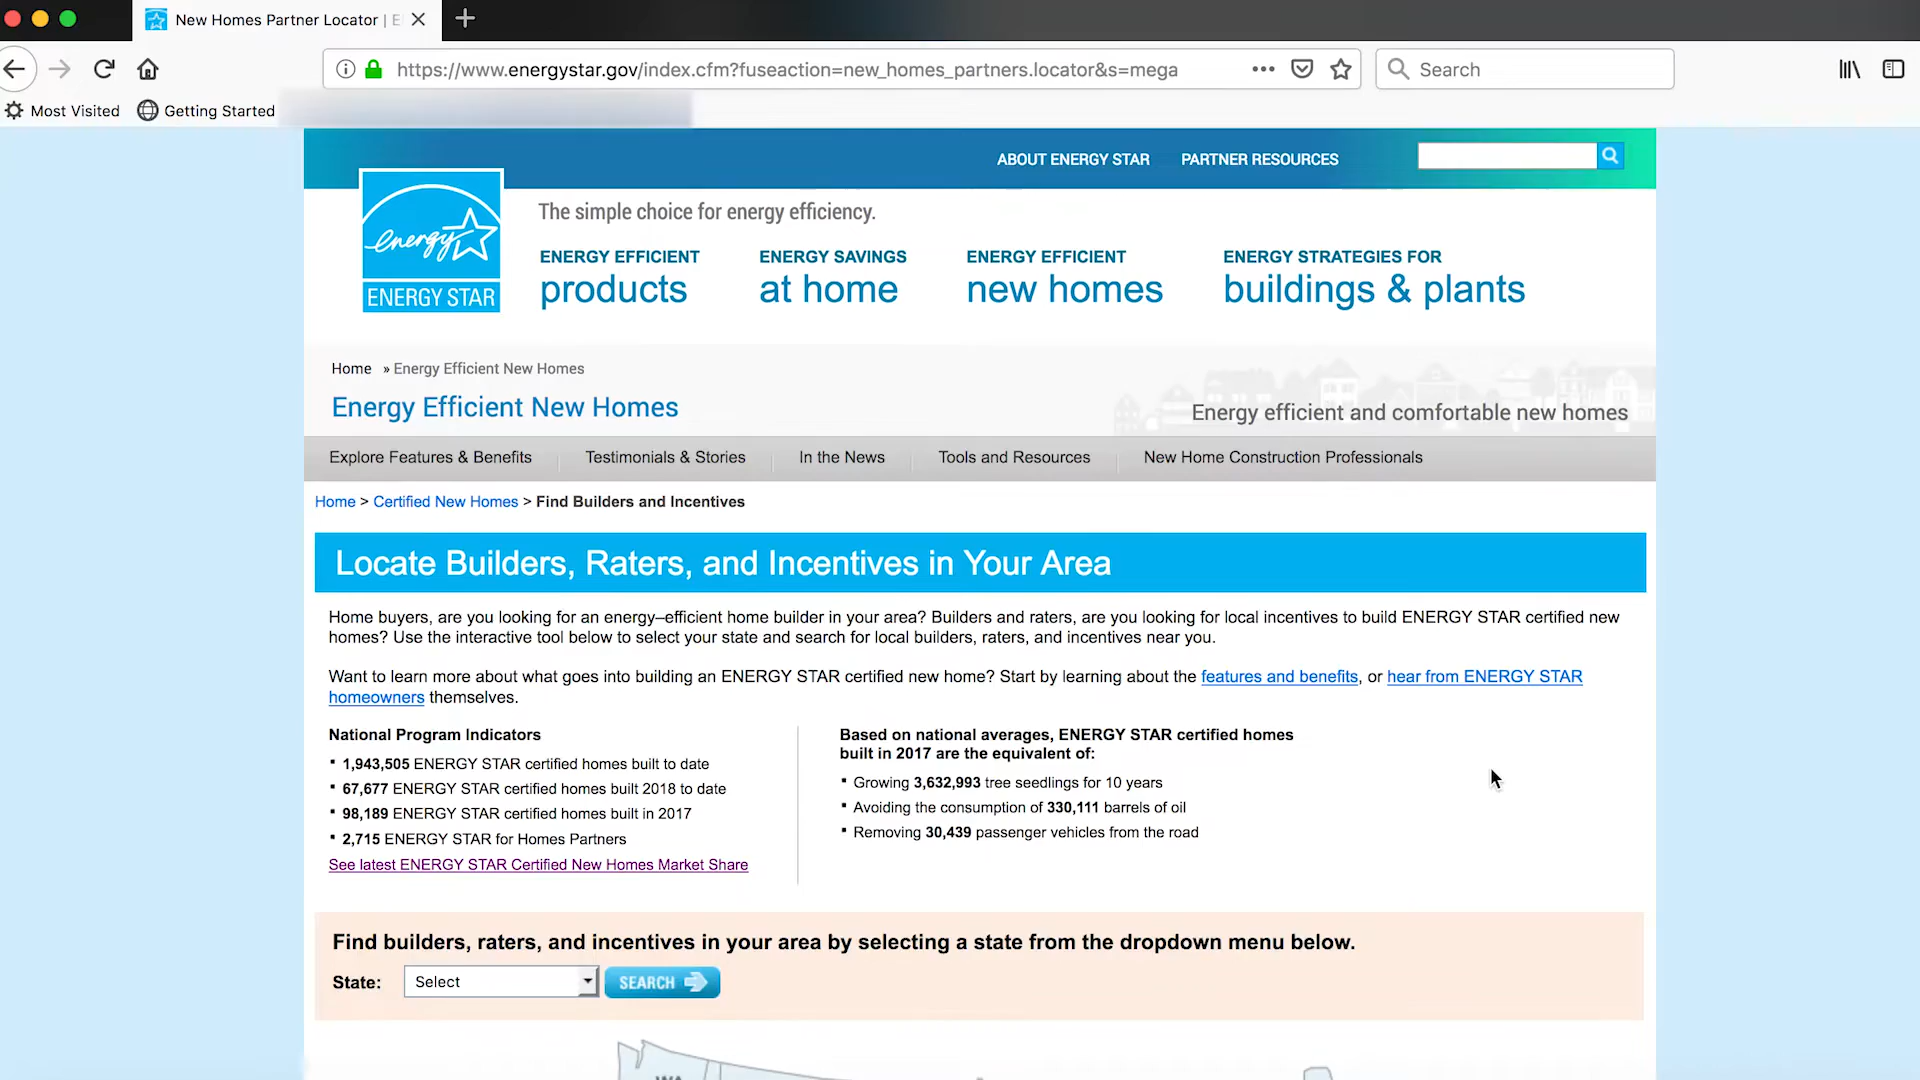 New Homes Partner Locator | E
https://www.energystar.gov/index.cfm?fuseaction=new_homes_partners.locator&s=mega
Search
Most Visited
Getting Started
ABOUT ENERGY STAR
PARTNER RESOURCES
energy
ENERGY STAR
The simple choice for energy efficiency.
ENERGY EFFICIENT
products
ENERGY SAVINGS
at home
ENERGY EFFICIENT
new homes
ENERGY STRATEGIES FOR
buildings & plants
Home » Energy Efficient New Homes
Energy Efficient New Homes
Energy efficient and comfortable new homes
Explore Features & Benefits
Testimonials & Stories
In the News
Tools and Resources
New Home Construction Professionals
Home > Certified New Homes > Find Builders and Incentives
Locate Builders, Raters, and Incentives in Your Area
Home buyers, are you looking for an energy–efficient home builder in your area? Builders and raters, are you looking for local incentives to build ENERGY STAR certified new
homes? Use the interactive tool below to select your state and search for local builders, raters, and incentives near you.
Want to learn more about what goes into building an ENERGY STAR certified new home? Start by learning about the features and benefits, or hear from ENERGY STAR
homeowners themselves.
National Program Indicators
▪ 1,943,505 ENERGY STAR certified homes built to date
▪ 67,677 ENERGY STAR certified homes built 2018 to date
▪ 98,189 ENERGY STAR certified homes built in 2017
▪ 2,715 ENERGY STAR for Homes Partners
See latest ENERGY STAR Certified New Homes Market Share
Based on national averages, ENERGY STAR certified homes
built in 2017 are the equivalent of:
▪ Growing 3,632,993 tree seedlings for 10 years
▪ Avoiding the consumption of 330,111 barrels of oil
▪ Removing 30,439 passenger vehicles from the road
Find builders, raters, and incentives in your area by selecting a state from the dropdown menu below.
State:
Select
SEARCH